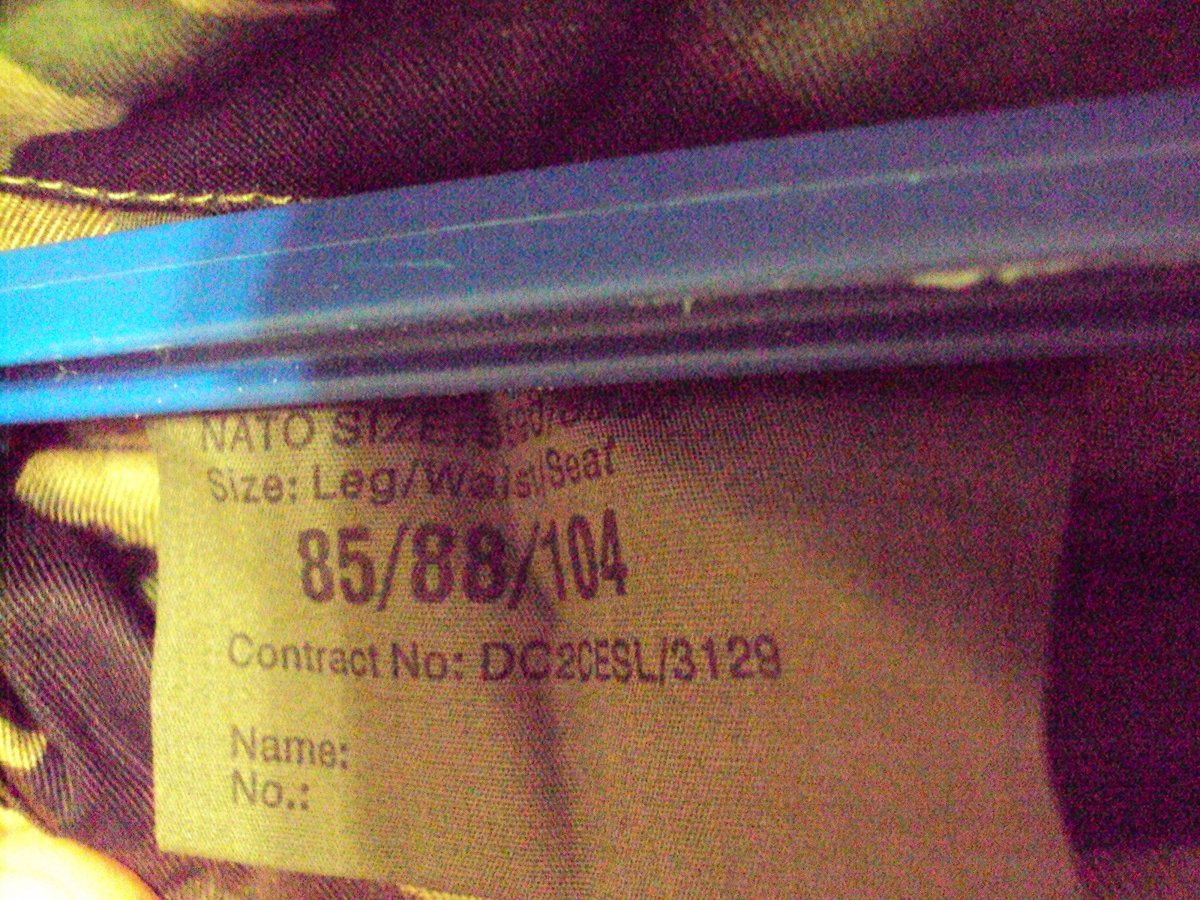 NATO SIZE:
Size: Leg/Waist/Seat
85/88/104
Contract No: DC2CESL/3129
Name:
No.: